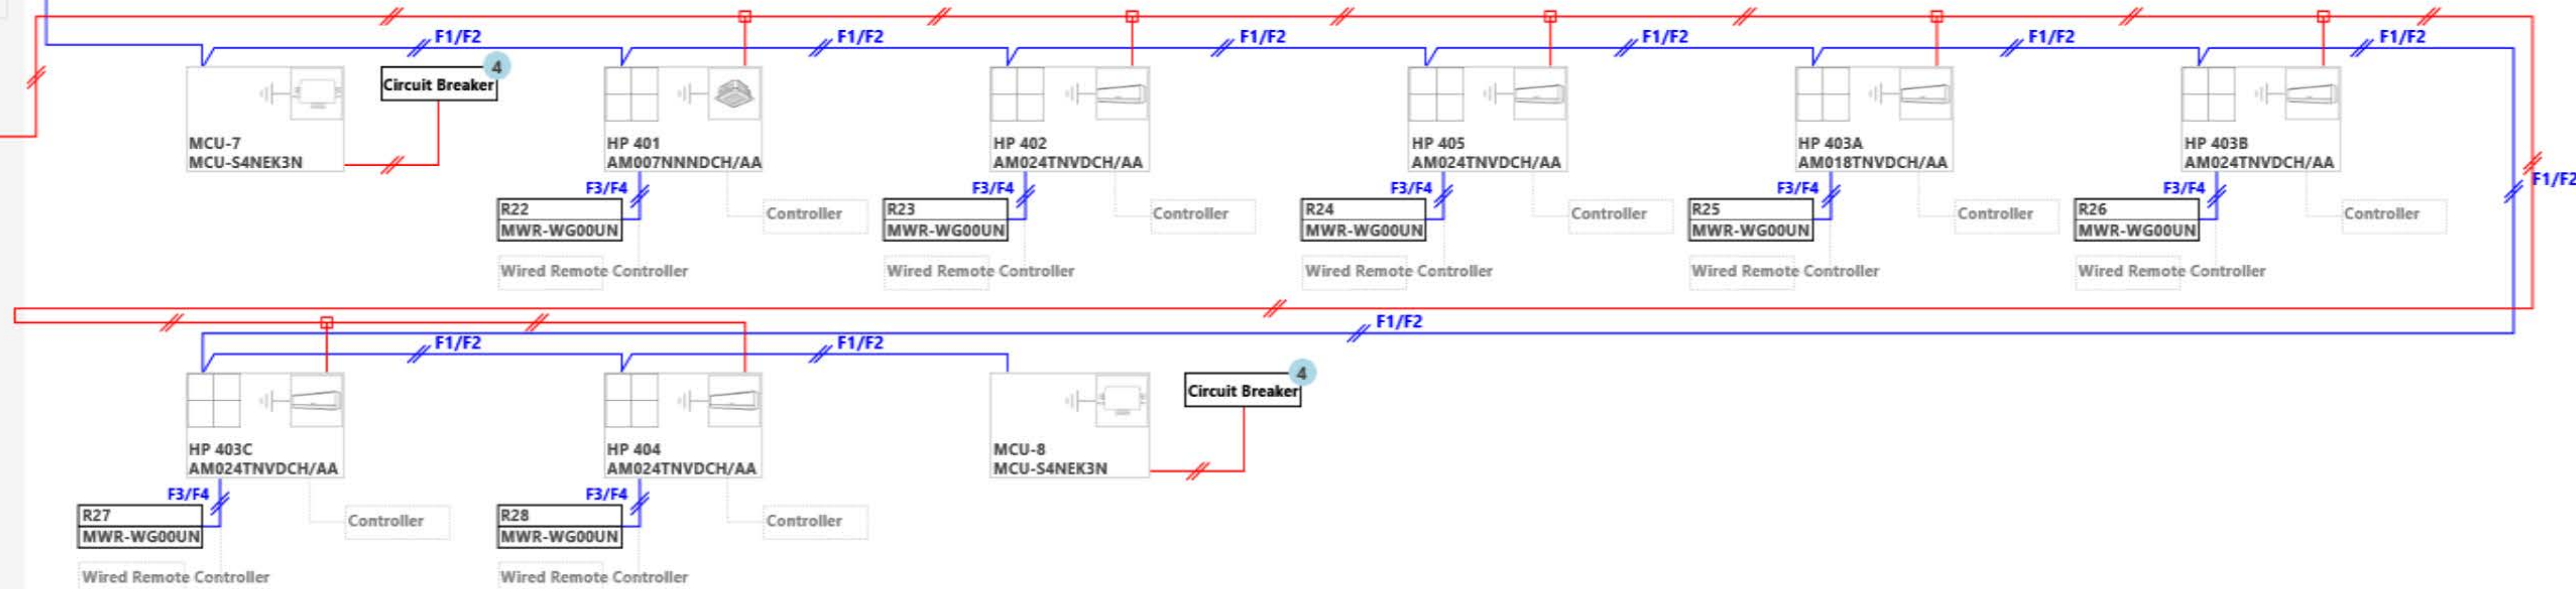 F1/F2
F1/F2
F1/F2
F1/F2
F1/F2
F1/F2
4
Circuit Breaker
MCU-7
MCU-S4NEK3N
HP 401
AM007NNNDCH/AA
HP 402
AM024TNVDCH/AA
HP 405
AM024TNVDCH/AA
HP 403A
AM018TNVDCH/AA
HP 403B
AM024TNVDCH/AA
F1/F2
F3/F4
R22
MWR-WG00UN
Controller
Wired Remote Controller
F3/F4
R23
MWR-WG00UN
Controller
Wired Remote Controller
F3/F4
R24
MWR-WG00UN
Controller
Wired Remote Controller
F3/F4
R25
MWR-WG00UN
Controller
Wired Remote Controller
F3/F4
R26
MWR-WG00UN
Controller
Wired Remote Controller
F1/F2
F1/F2
F1/F2
4
Circuit Breaker
HP 403C
AM024TNVDCH/AA
HP 404
AM024TNVDCH/AA
MCU-8
MCU-S4NEK3N
F3/F4
R27
MWR-WG00UN
Controller
Wired Remote Controller
F3/F4
R28
MWR-WG00UN
Controller
Wired Remote Controller